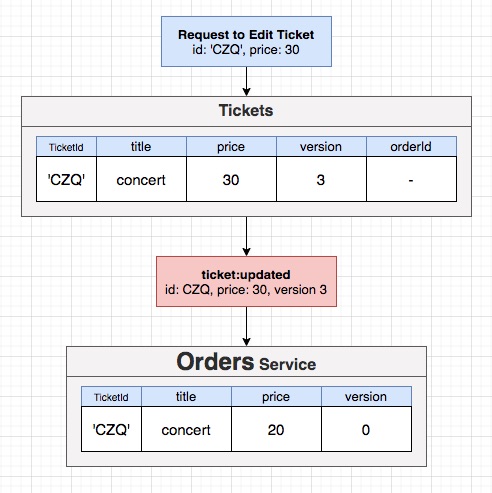 Request to Edit Ticket
id: 'CZQ', price: 30
Tickets
TicketId title price version orderId
'CZQ' concert 30 3 -
ticket:updated
id: CZQ, price: 30, version 3
Orders Service
TicketId title price version
'CZQ' concert 20 0